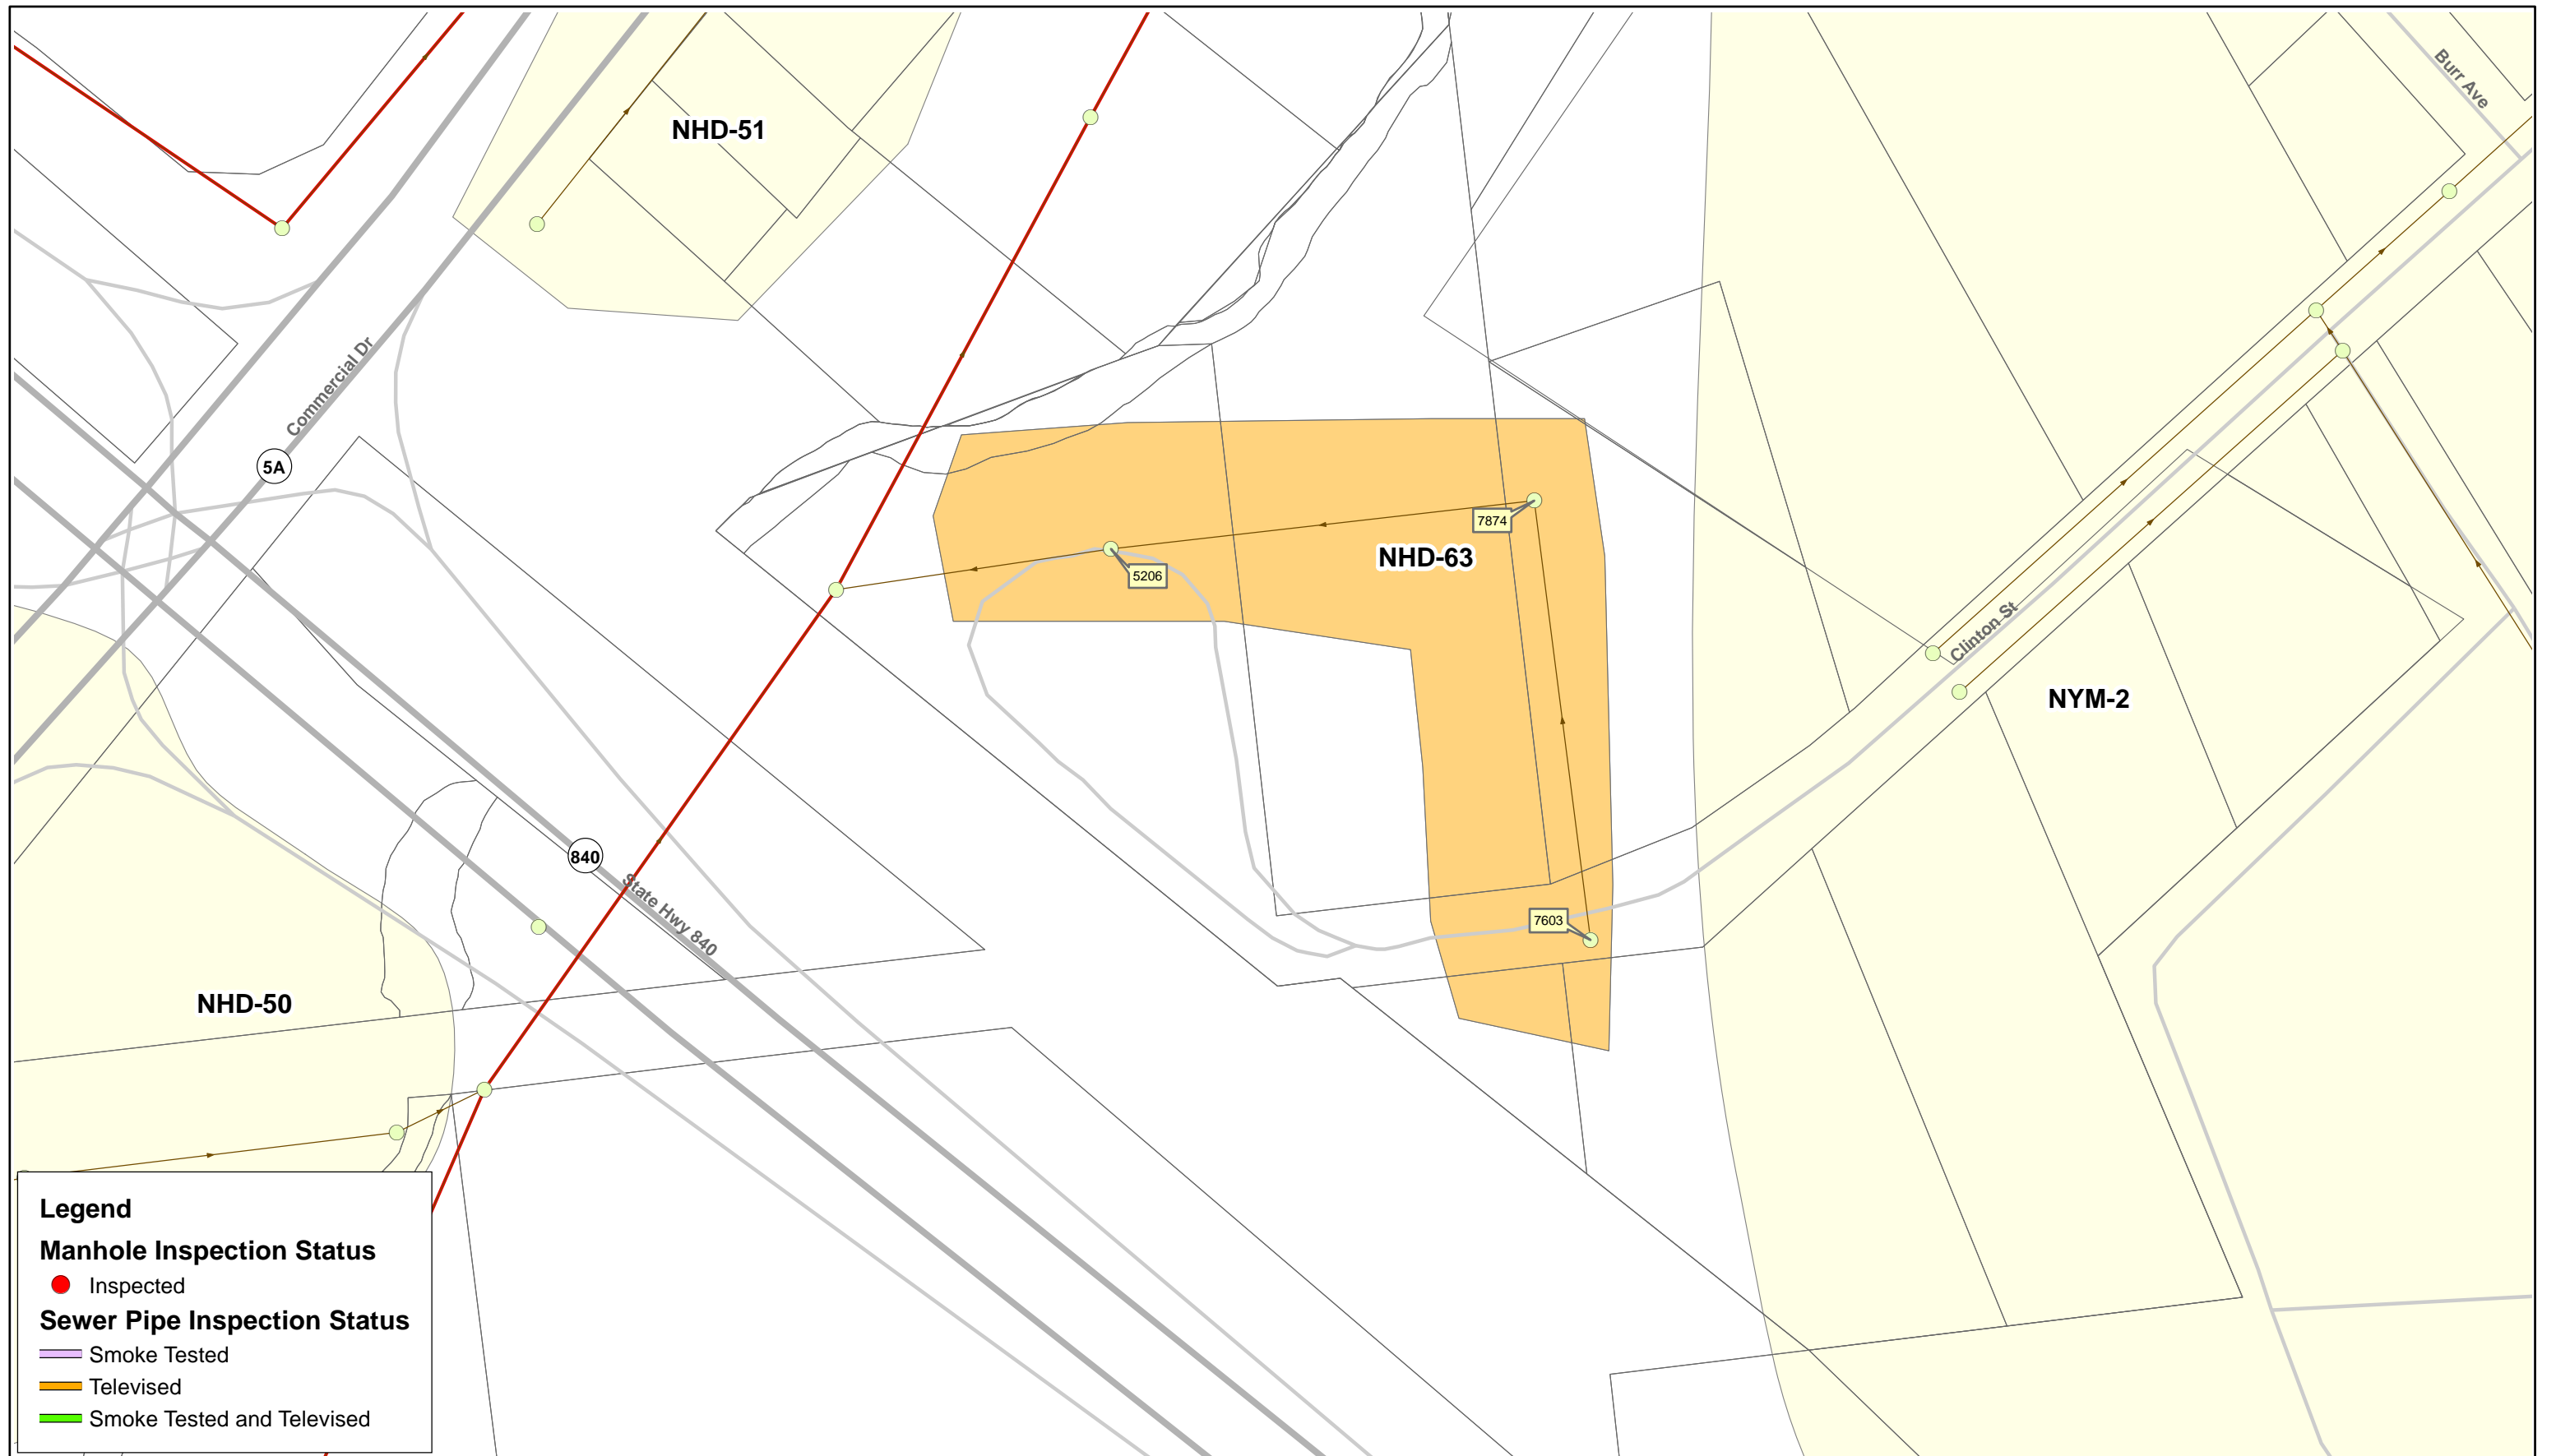 Burr Ave
NHD-51
Commercial Dr
5A
7874
NHD-63
5206
Clinton St
NYM-2
840
State Hwy 840
7603
NHD-50
Legend
Manhole Inspection Status
Inspected
Sewer Pipe Inspection Status
Smoke Tested
Televised
Smoke Tested and Televised